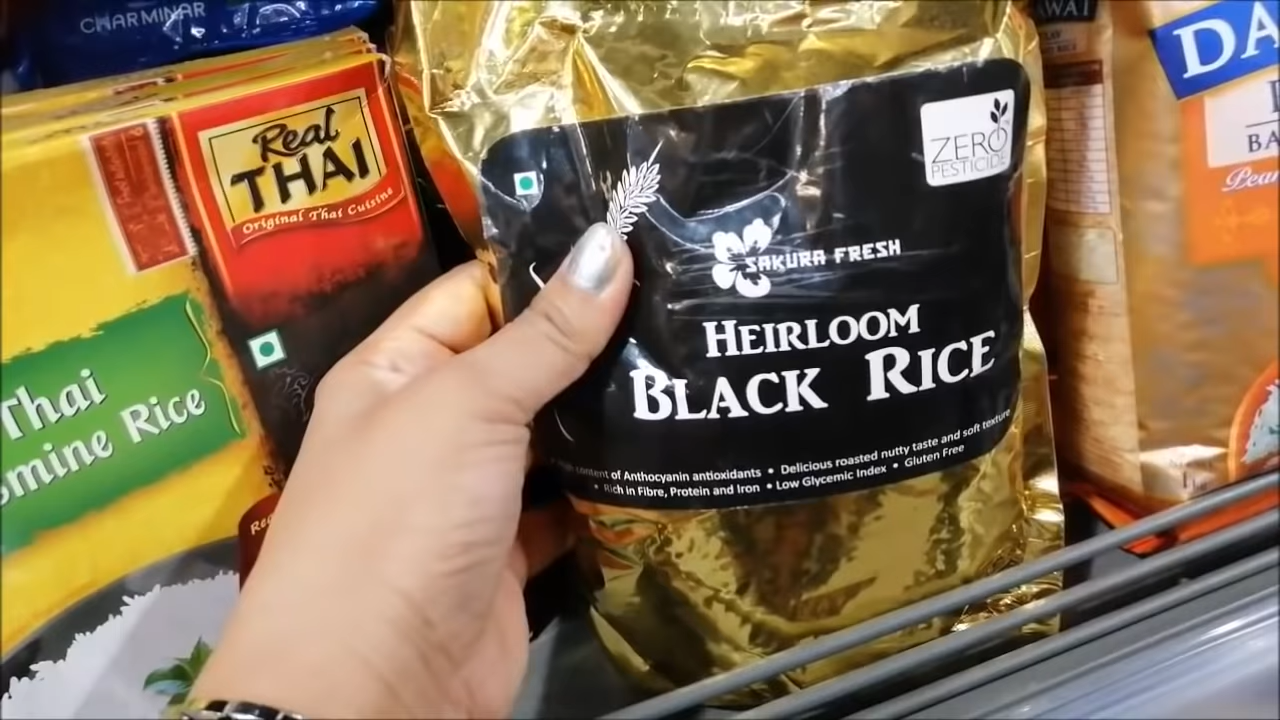 CHARMINAR
Real
THAI
Original Thai Cuisine
Thai
smine Rice
ZERO
PESTICIDE
SAKURA FRESH
HEIRLOOM
BLACK RICE
content of Anthocyanin antioxidants • Delicious roasted nutty taste and soft texture
• Rich in Fibre, Protein and Iron • Low Glycemic Index • Gluten Free
DA
BA
Pear